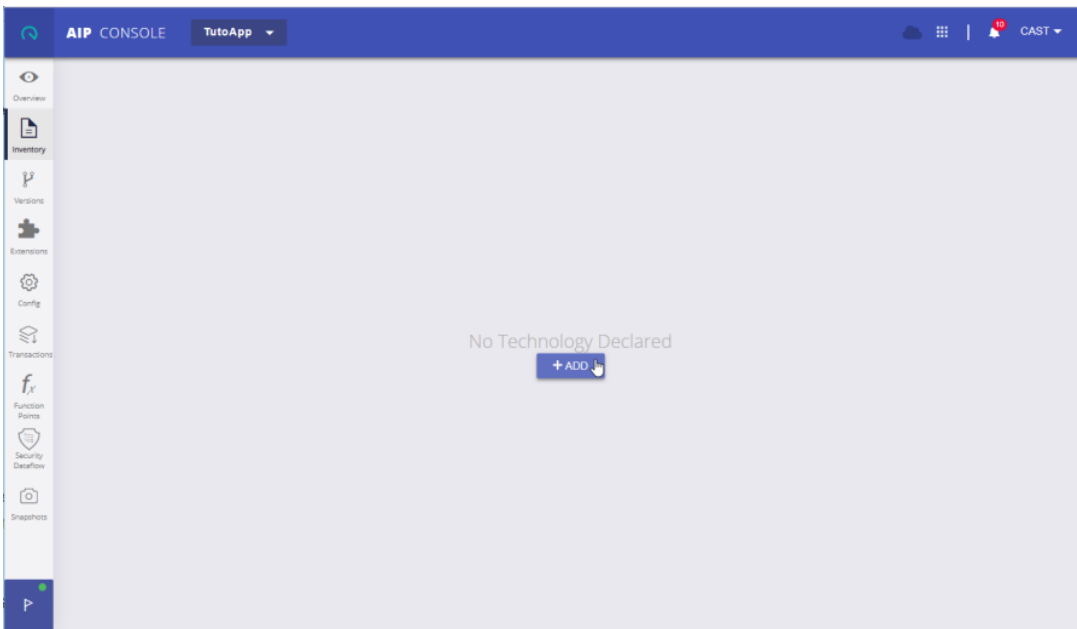 AIP CONSOLE
TutoApp
10
CAST
Overview
Inventory
Versions
Extensions
Config
Transactions
Function
Points
Security
Dataflow
Snapshots
No Technology Declared
+ ADD